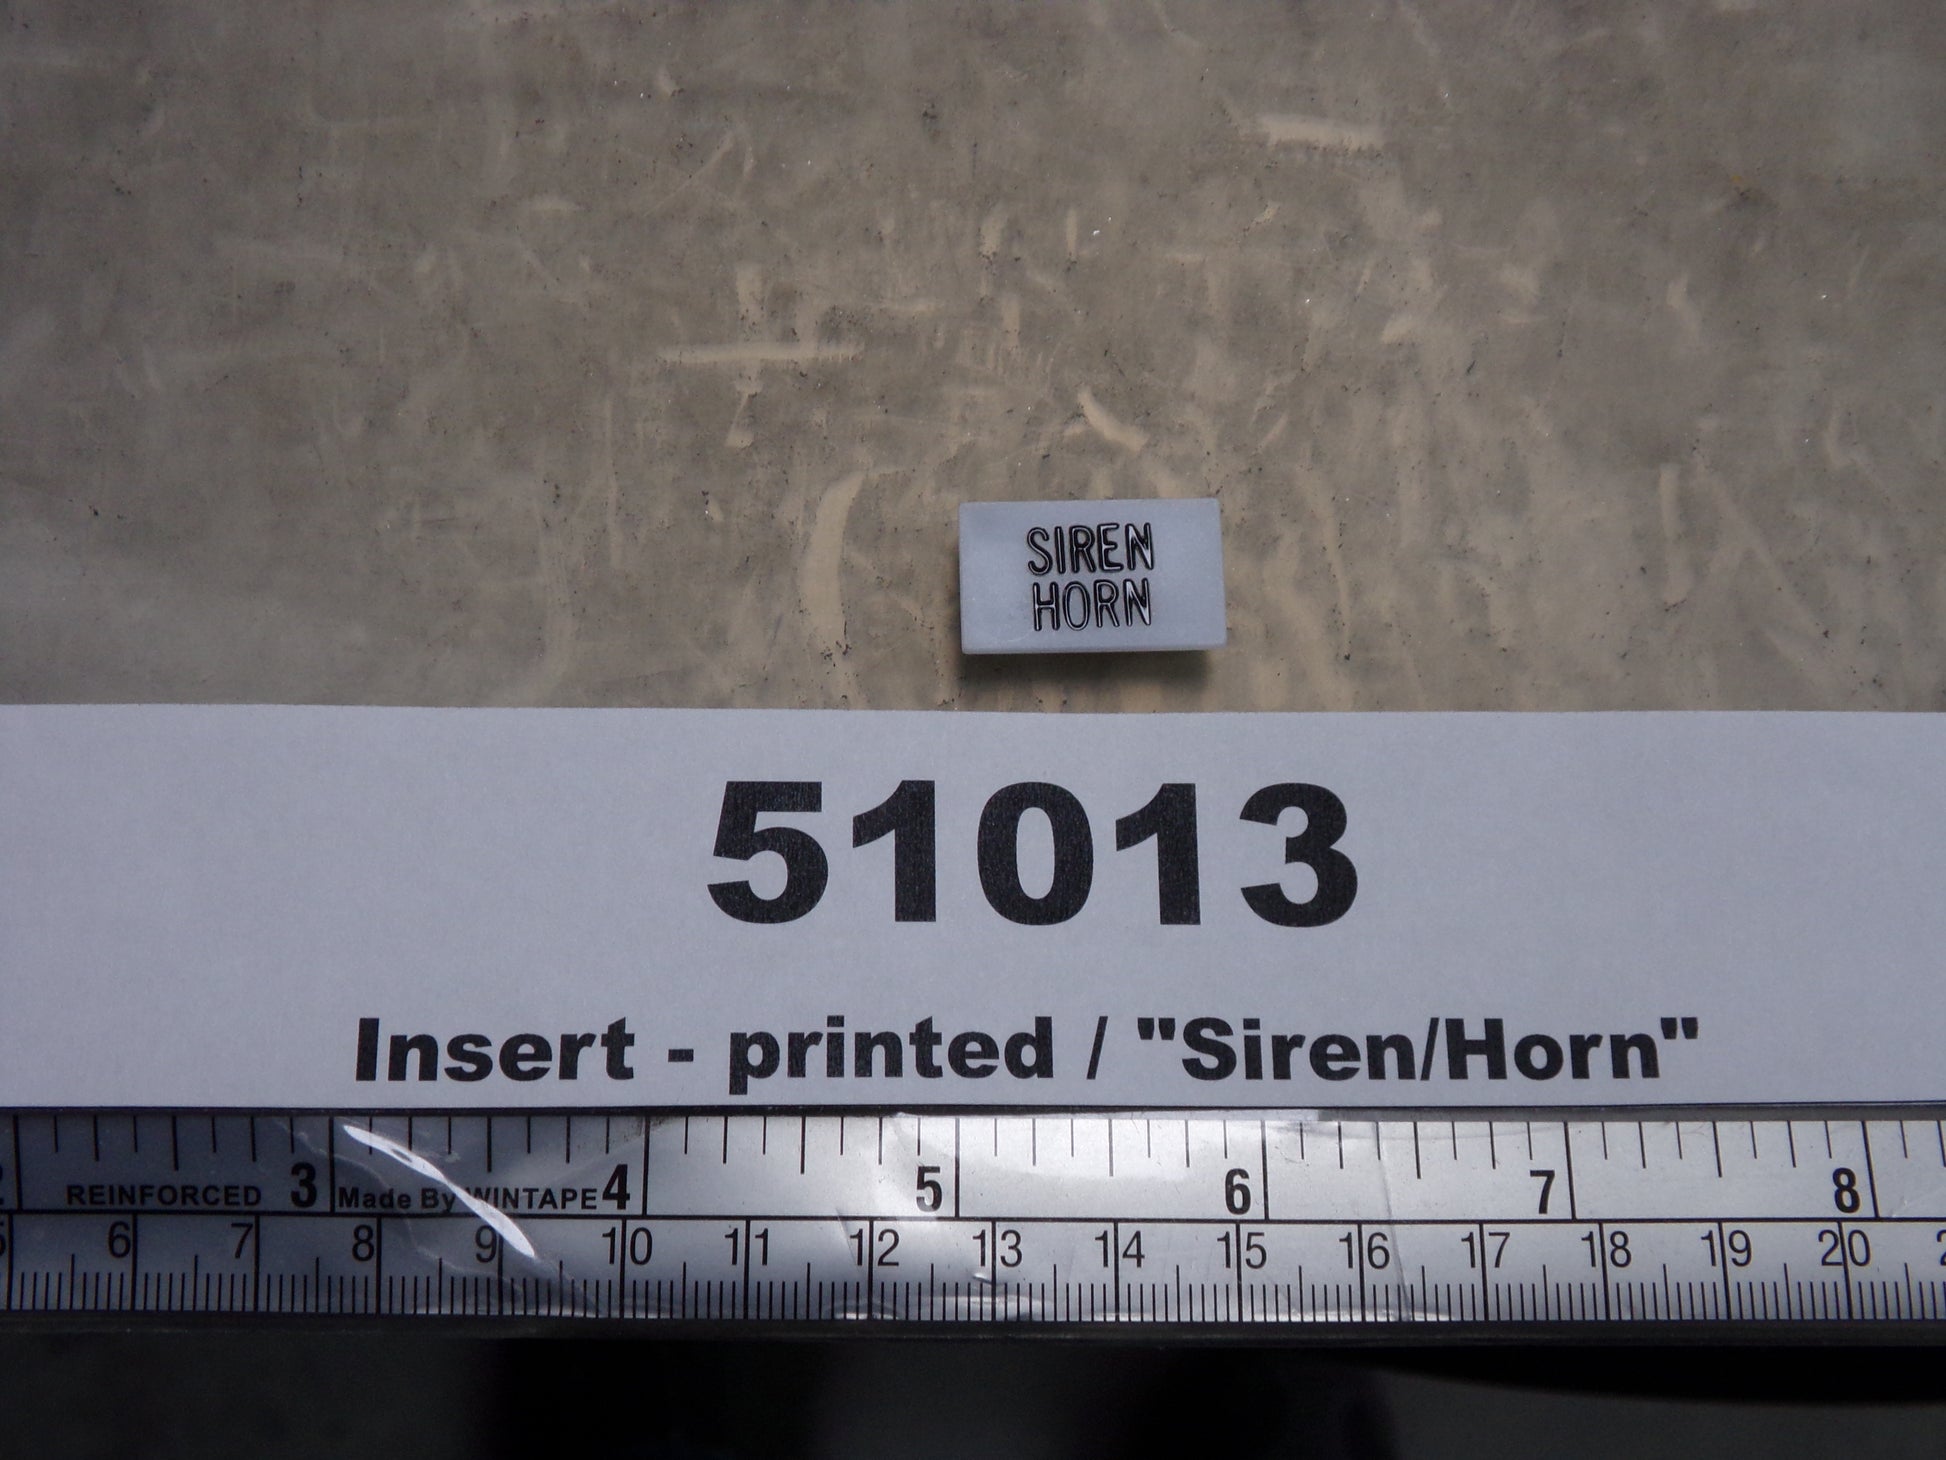 SIREN
HORN
51013
Insert - printed / "Siren/Horn"
REINFORCED 3 Made By WINTAPE 4 5 6 7 8
6 7 8 9 10 11 12 13 14 15 16 17 18 19 20